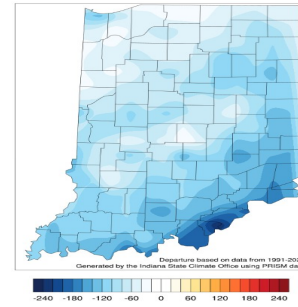 Departure based on data from 1991-202
Generated by the Indiana State Climate Office using PRISM da
-240 -180 -120 -60 0 60 120 180 240